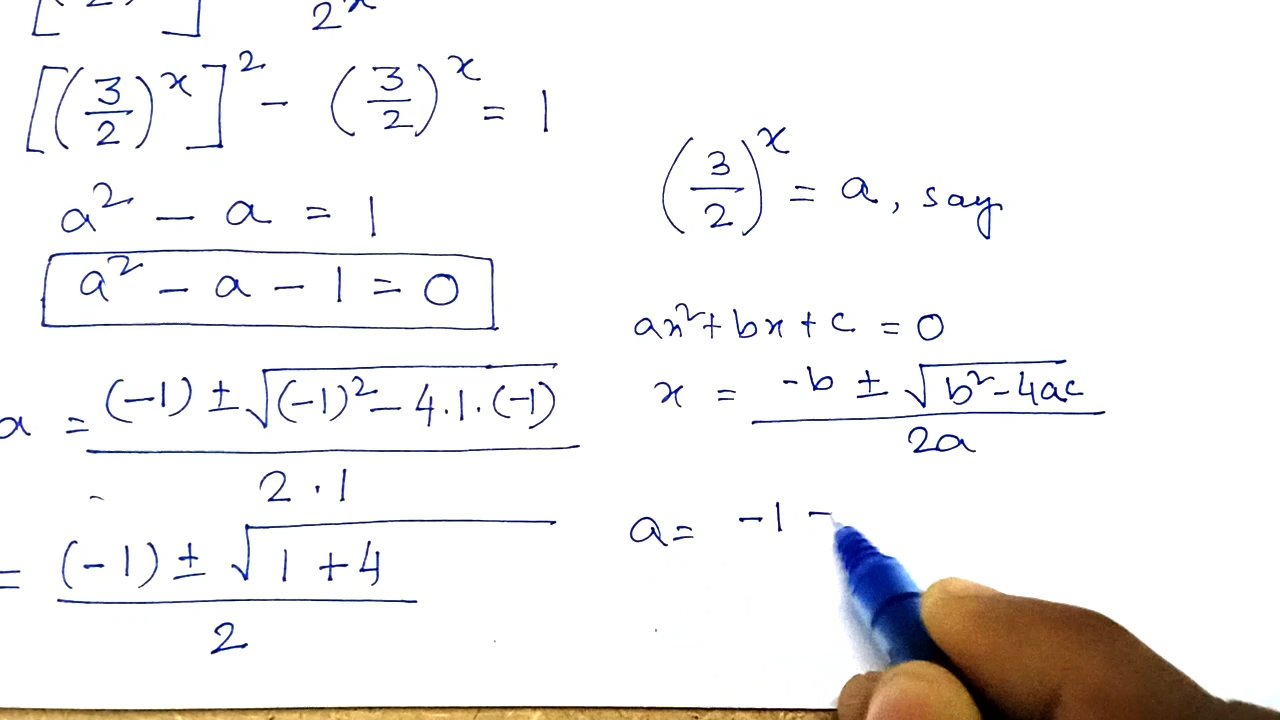 2^x
[(3/2)^x]^2 - (3/2)^x = 1
a^2 - a = 1
a^2 - a - 1 = 0
a = ((-1) ± √((-1)^2 - 4.1.(-1))) / (2.1)
= ((-1) ± √(1+4)) / 2
(3/2)^x = a, say
ax^2 + bx + c = 0
x = (-b ± √(b^2 - 4ac)) / 2a
a = -1 -